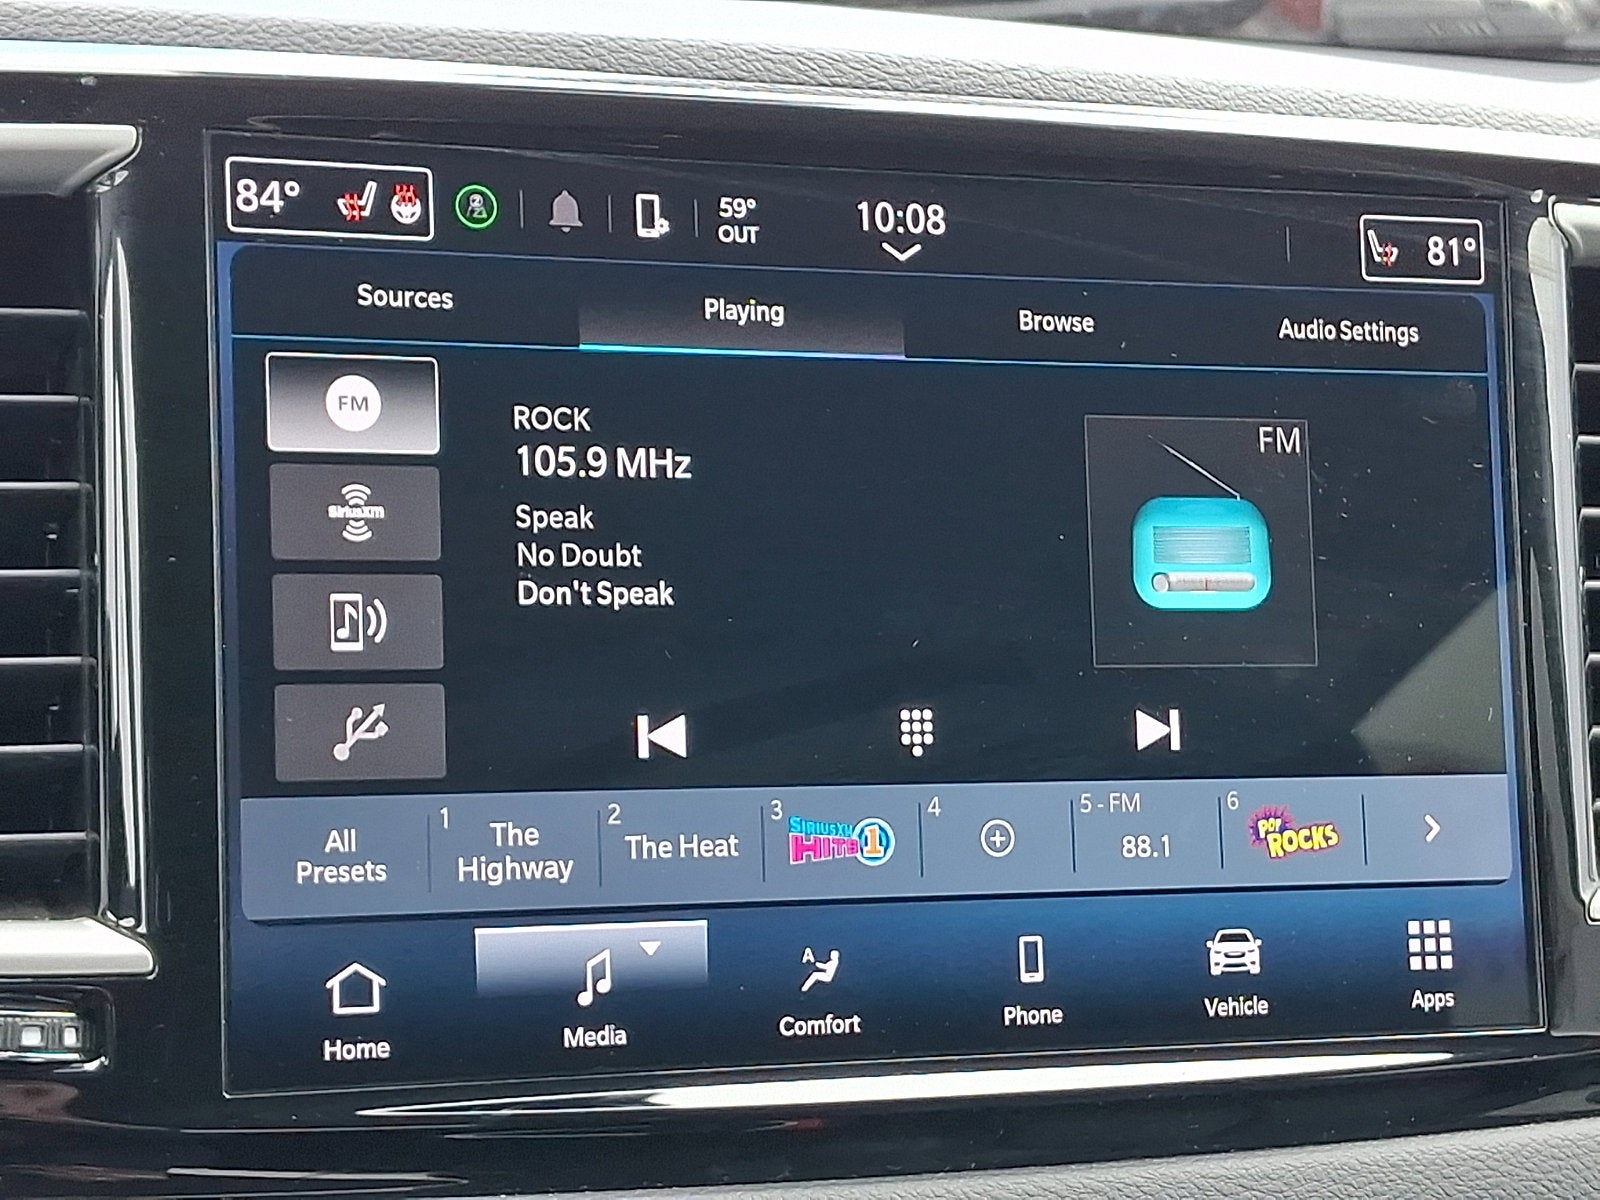 84°
2
59°
OUT
10:08
81°
Sources
Playing
Browse
Audio Settings
FM
SiriusXM
ROCK
105.9 MHz
Speak
No Doubt
Don't Speak
FM
All
Presets
1
The
Highway
2
The Heat
3
SIRIUSXM
HITS 1
4
5 - FM
88.1
6
POP
ROCKS
Home
Media
A
Comfort
Phone
Vehicle
Apps